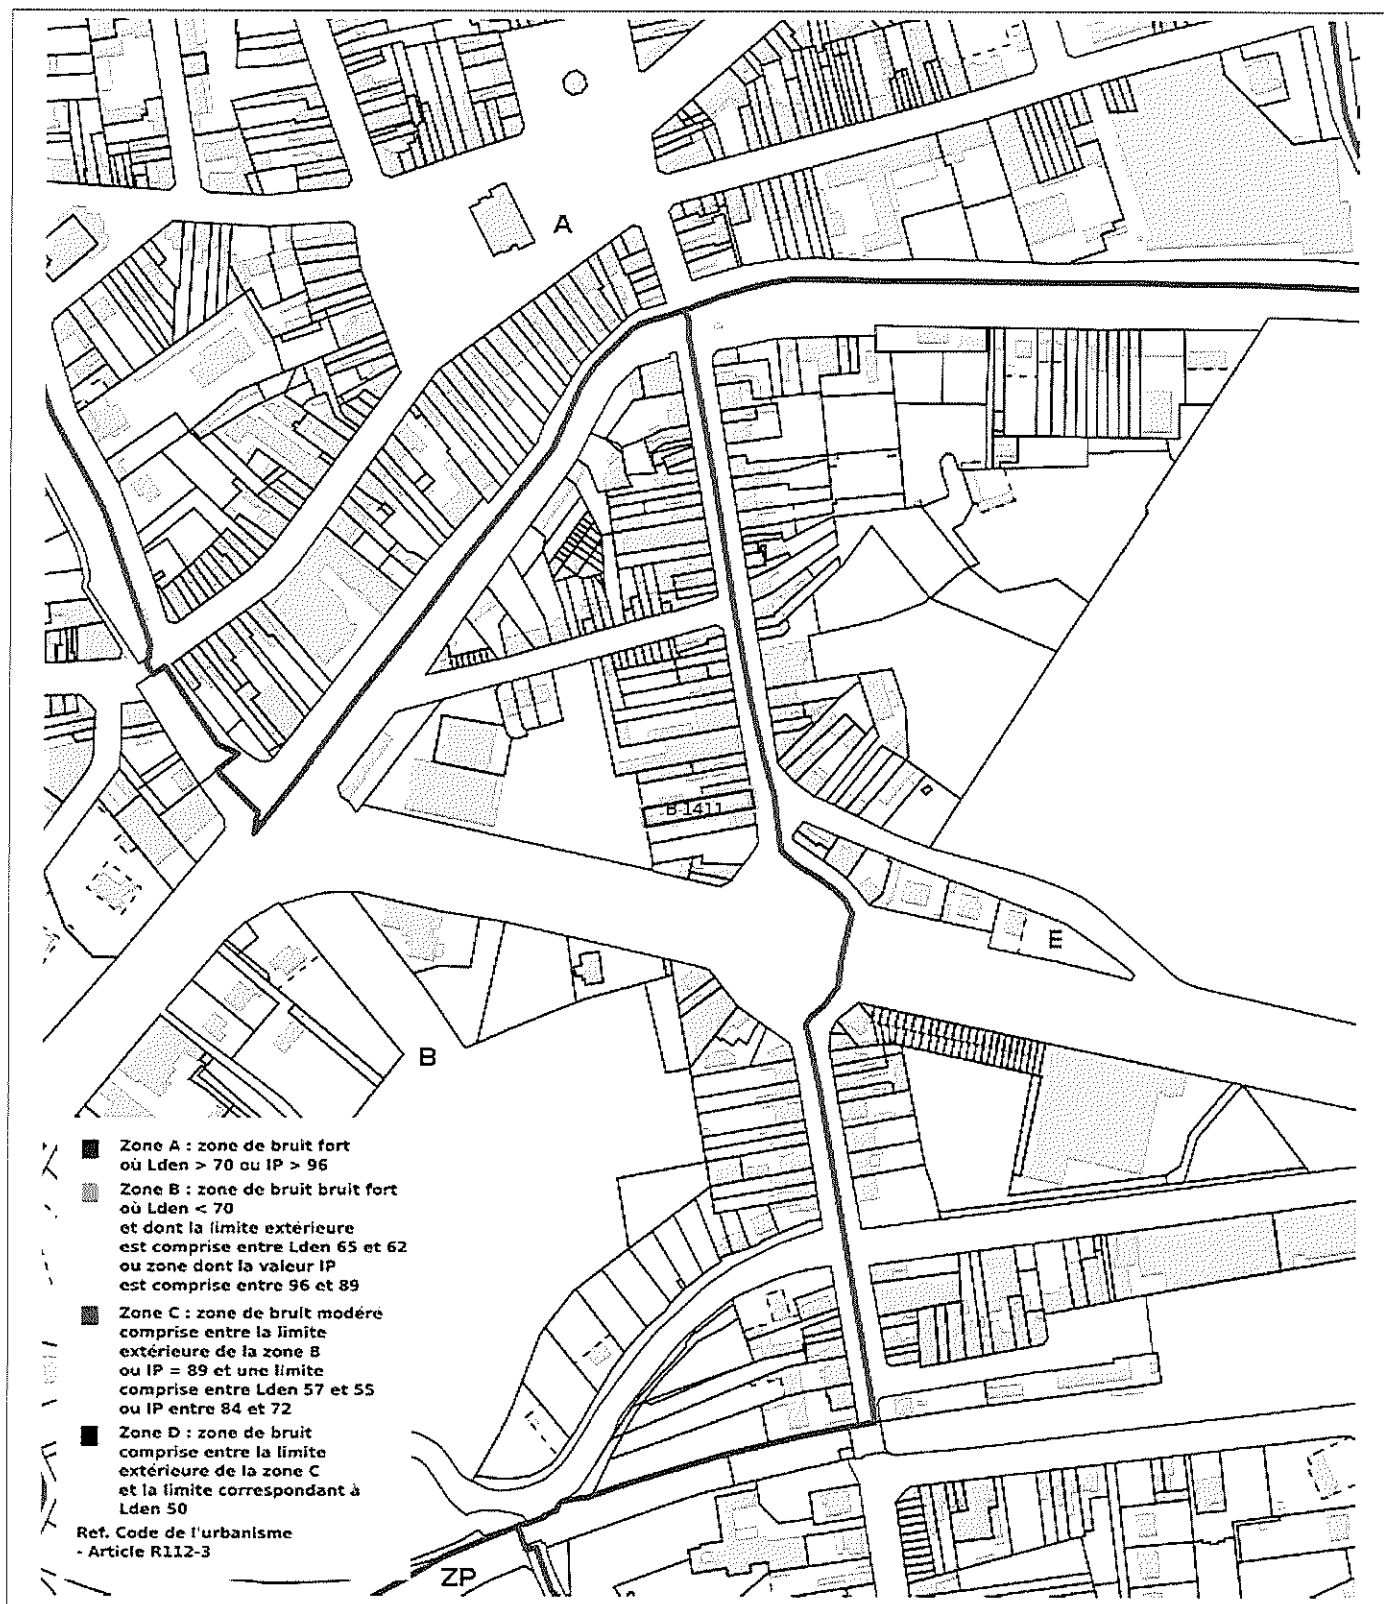 A
B 1411
E
B
Zone A : zone de bruit fort
où Lden > 70 ou IP > 96
Zone B : zone de bruit bruit fort
où Lden < 70
et dont la limite extérieure
est comprise entre Lden 65 et 62
ou zone dont la valeur IP
est comprise entre 96 et 89
Zone C : zone de bruit modéré
comprise entre la limite
extérieure de la zone B
ou IP = 89 et une limite
comprise entre Lden 57 et 55
ou IP entre 84 et 72
Zone D : zone de bruit
comprise entre la limite
extérieure de la zone C
et la limite correspondant à
Lden 50
Ref. Code de l'urbanisme
- Article R112-3
ZP